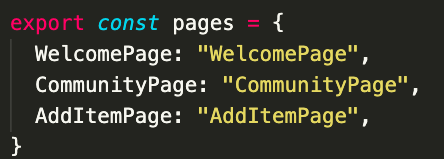 export const pages = {
  WelcomePage: "WelcomePage",
  CommunityPage: "CommunityPage",
  AddItemPage: "AddItemPage",
}